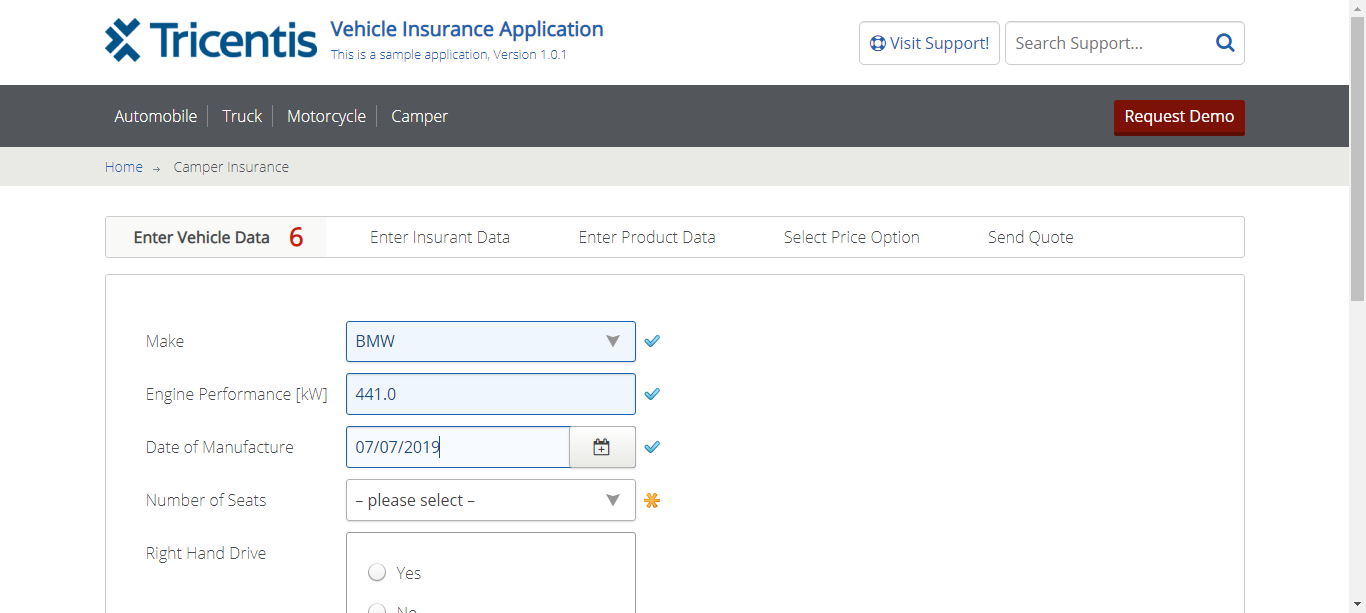 Tricentis
Vehicle Insurance Application
This is a sample application, Version 1.0.1
Visit Support!
Search Support...
Automobile
Truck
Motorcycle
Camper
Request Demo
Home → Camper Insurance
Enter Vehicle Data 6
Enter Insurant Data
Enter Product Data
Select Price Option
Send Quote
Make
BMW
Engine Performance [kW]
441.0
Date of Manufacture
07/07/2019
Number of Seats
– please select –
Right Hand Drive
Yes
No